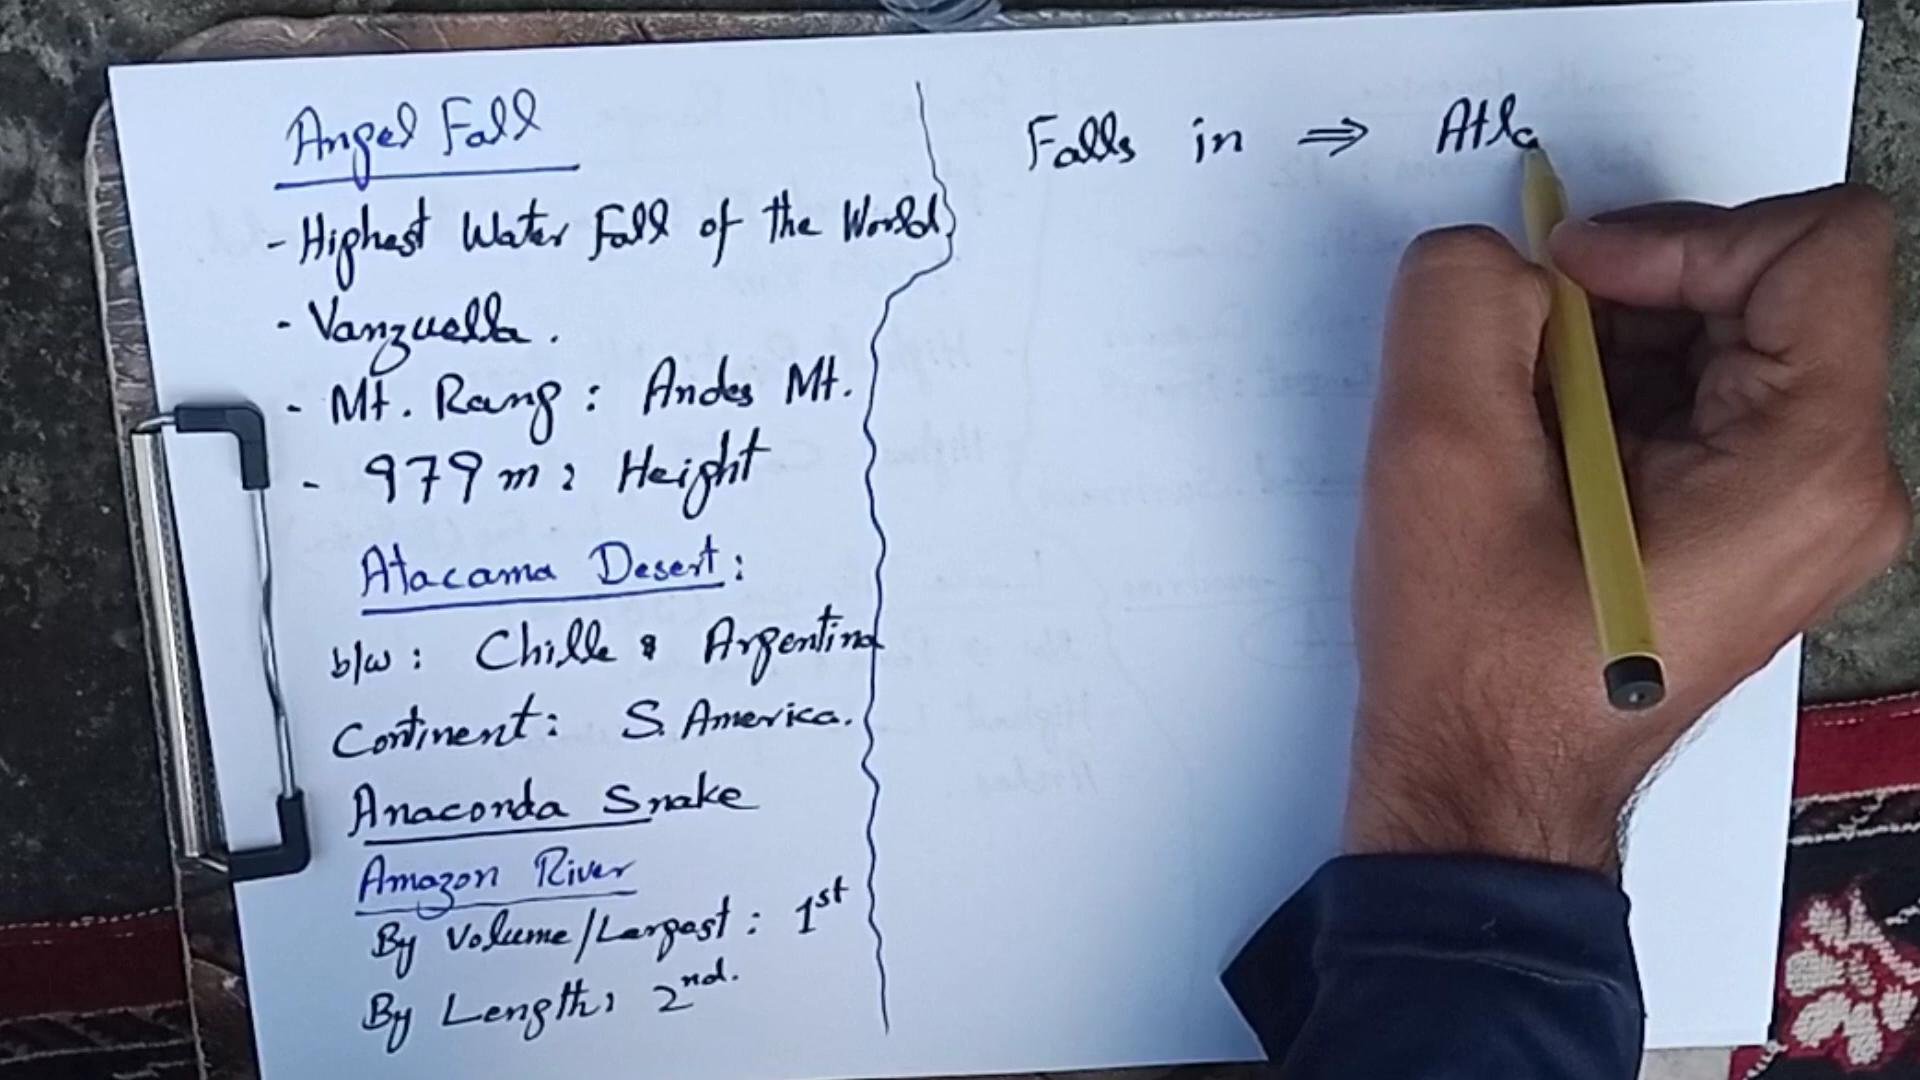 Angel Fall
- Highest Water Fall of the World
- Vanzuella.
- Mt. Rang: Andes Mt.
- 979m: Height
Atacama Desert:
b/w: Chille & Argentina
Continent: S. America.
Anaconda Snake
Amazon River
By Volume/Largest: 1st
By Length: 2nd.
Falls in ⇒ Atla